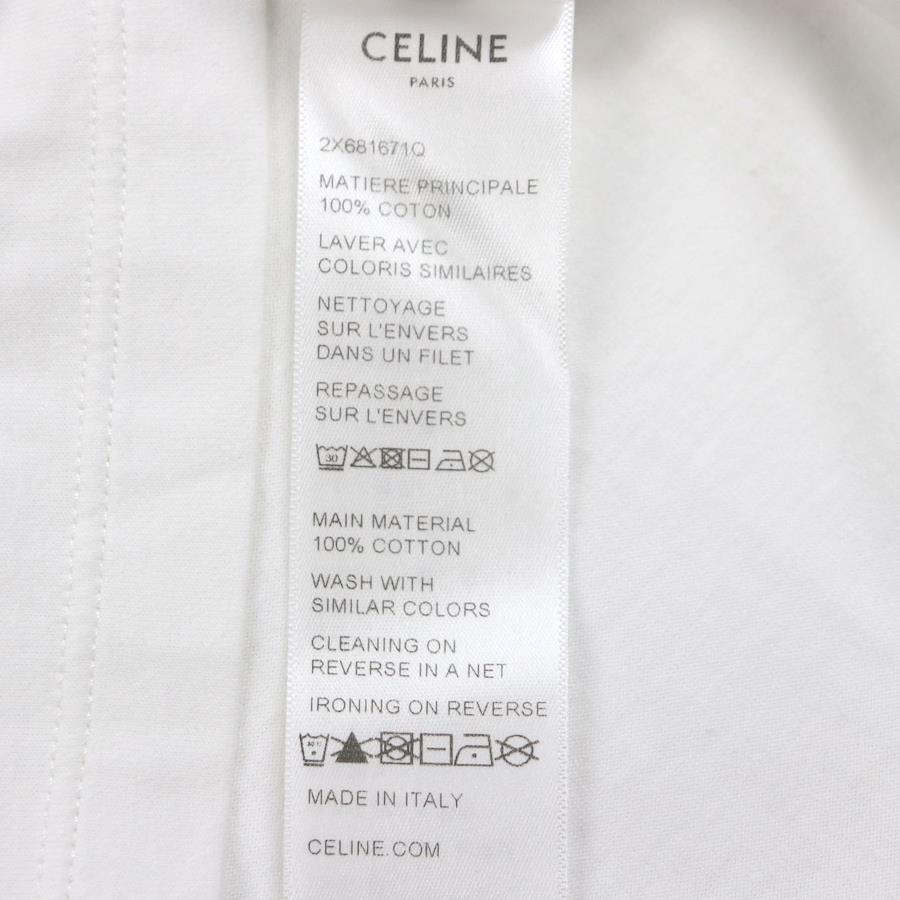 CELINE
PARIS
2X681671Q
MATIERE PRINCIPALE
100% COTON
LAVER AVEC
COLORIS SIMILAIRES
NETTOYAGE
SUR L'ENVERS
DANS UN FILET
REPASSAGE
SUR L'ENVERS
30
MAIN MATERIAL
100% COTTON
WASH WITH
SIMILAR COLORS
CLEANING ON
REVERSE IN A NET
IRONING ON REVERSE
MADE IN ITALY
CELINE.COM